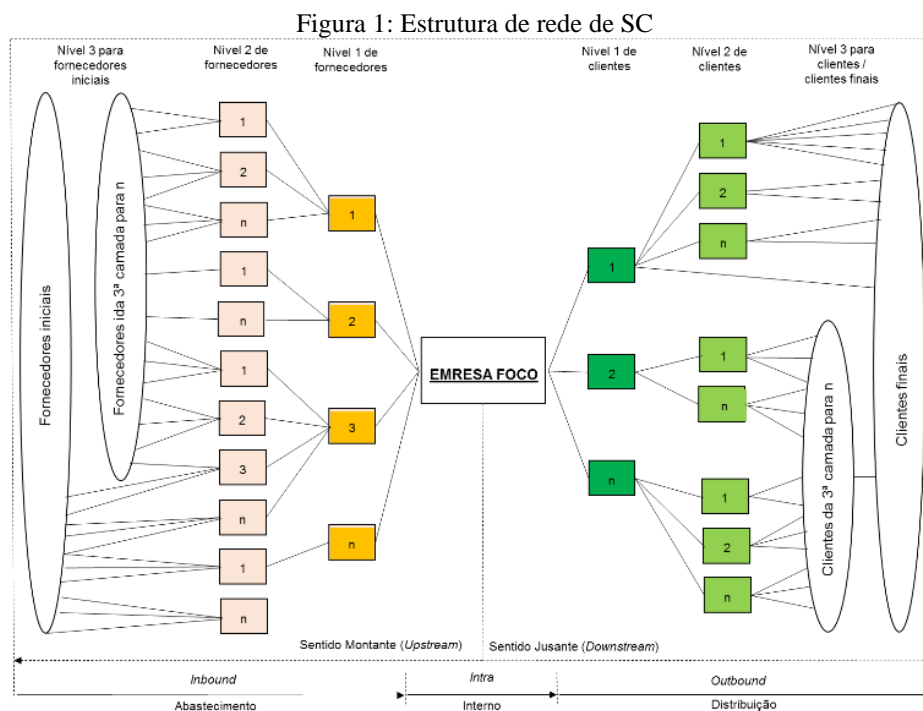 Figura 1: Estrutura de rede de SC
Nível 3 para
fornecedores
iniciais
Nível 2 de
fornecedores
Nível 1 de
fornecedores
Nível 1 de
clientes
Nível 2 de
clientes
Nível 3 para
clientes /
clientes finais
Fornecedores iniciais
Fornecedores ida 3ª camada para n
1
2
n
1
n
1
2
3
n
1
n
1
2
3
n
EMRESA FOCO
1
2
n
1
2
n
1
n
1
2
n
Clientes da 3ª camada para n
Clientes finais
Sentido Montante (Upstream)
Sentido Jusante (Downstream)
Inbound
Intra
Outbound
Abastecimento
Interno
Distribuição